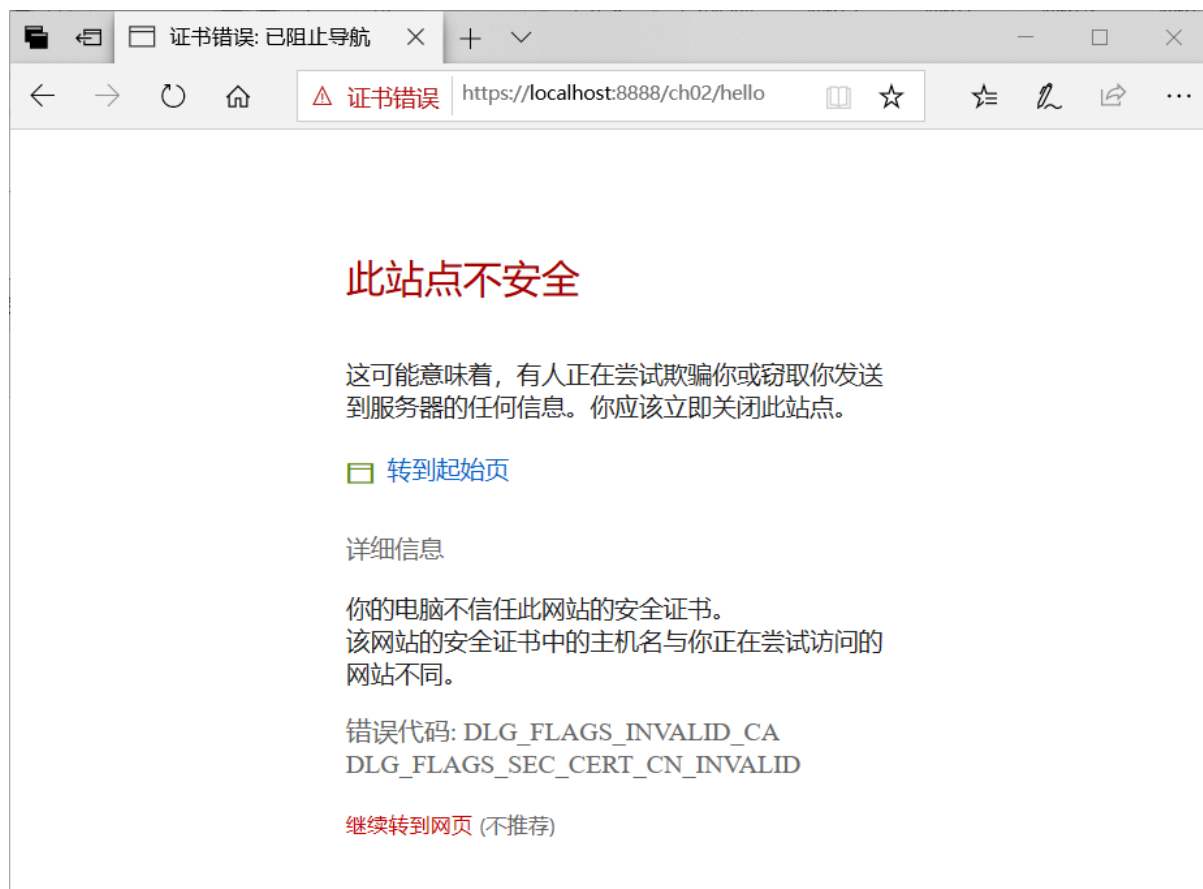 证书错误: 已阻止导航
证书错误 https://localhost:8888/ch02/hello
此站点不安全
这可能意味着，有人正在尝试欺骗你或窃取你发送
到服务器的任何信息。你应该立即关闭此站点。
转到起始页
详细信息
你的电脑不信任此网站的安全证书。
该网站的安全证书中的主机名与你正在尝试访问的
网站不同。
错误代码: DLG_FLAGS_INVALID_CA
DLG_FLAGS_SEC_CERT_CN_INVALID
继续转到网页 (不推荐)